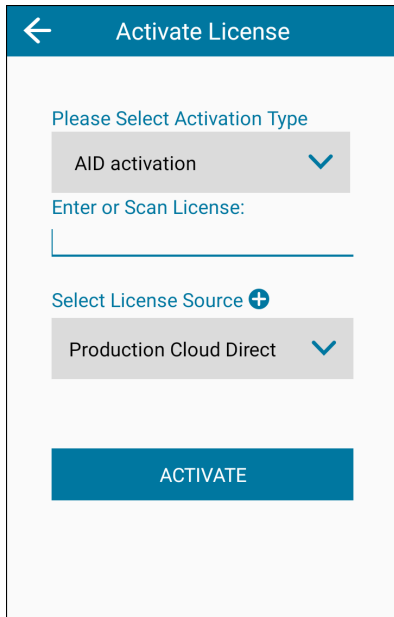 Activate License
Please Select Activation Type
AID activation
Enter or Scan License:
Select License Source
Production Cloud Direct
ACTIVATE